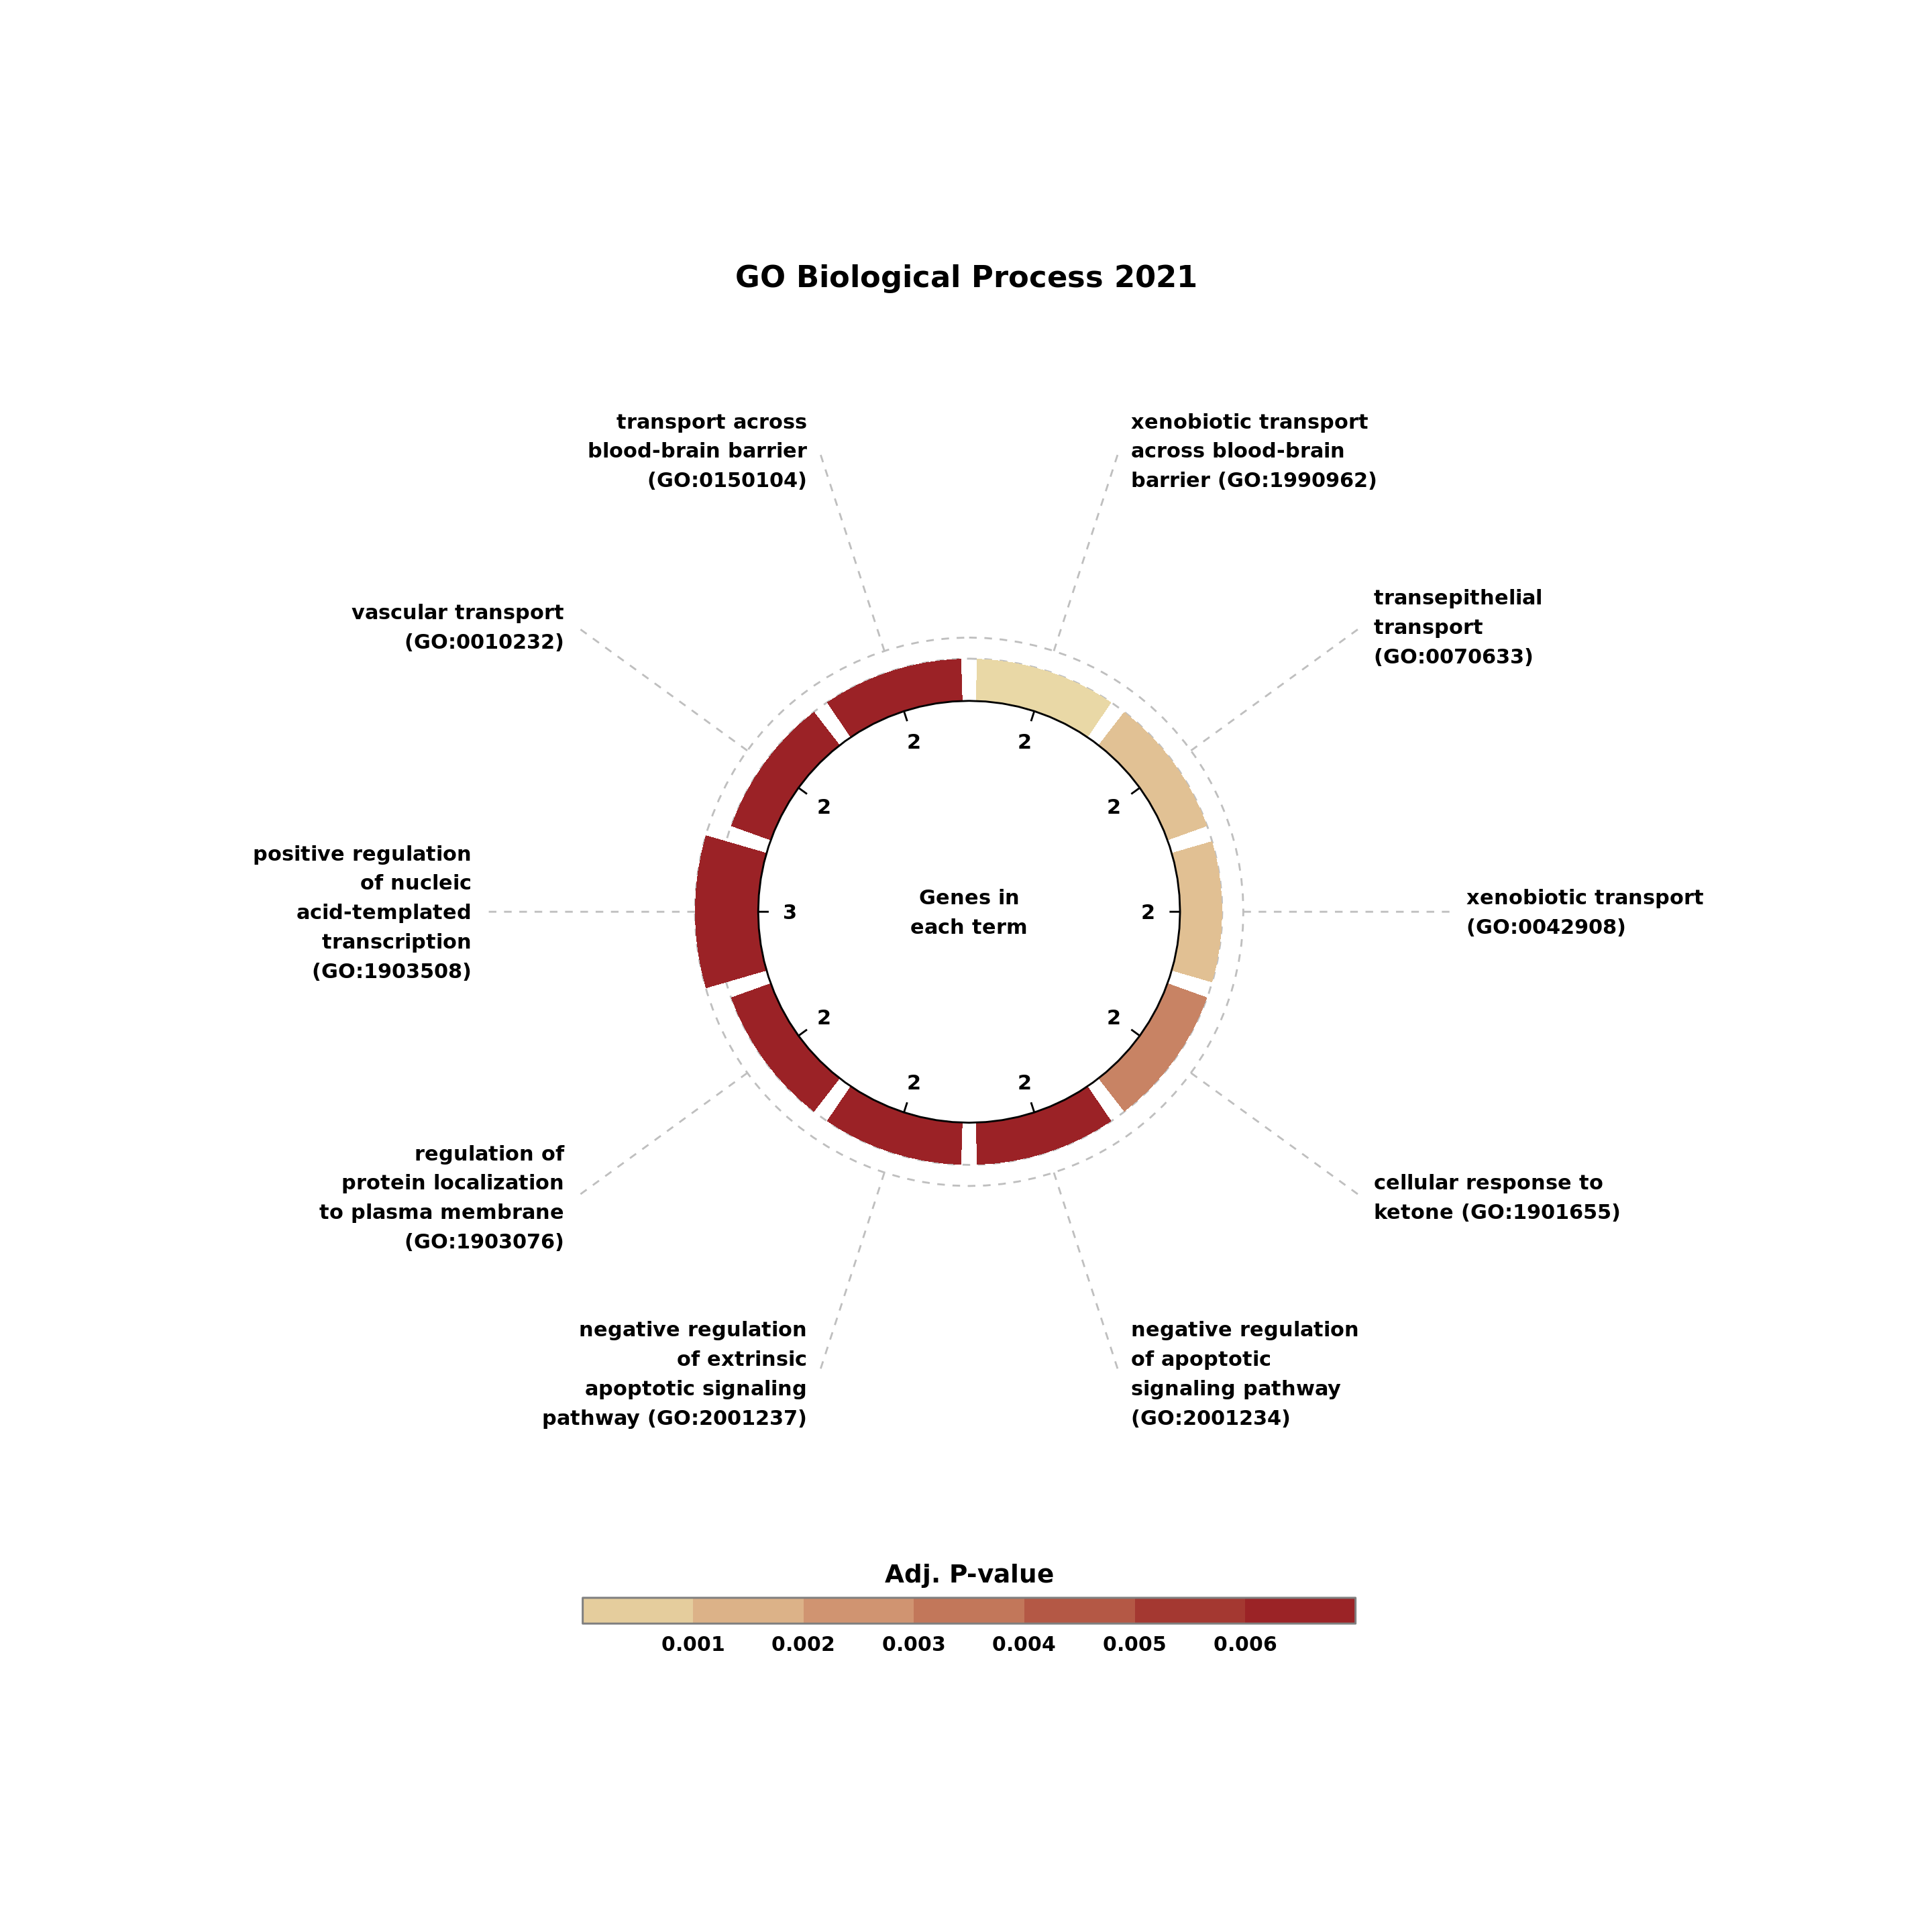 GO Biological Process 2021
transport across
blood-brain barrier
(GO:0150104)
xenobiotic transport
across blood-brain
barrier (GO:1990962)
vascular transport
(GO:0010232)
transepithelial
transport
(GO:0070633)
positive regulation
of nucleic
acid-templated
transcription
(GO:1903508)
xenobiotic transport
(GO:0042908)
regulation of
protein localization
to plasma membrane
(GO:1903076)
cellular response to
ketone (GO:1901655)
negative regulation
of extrinsic
apoptotic signaling
pathway (GO:2001237)
negative regulation
of apoptotic
signaling pathway
(GO:2001234)
2 2
2 2
3 2
2 2
2 2
Genes in
each term
Adj. P-value
0.001 0.002 0.003 0.004 0.005 0.006